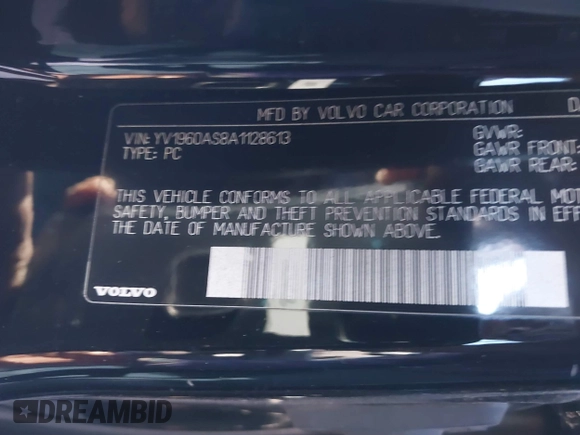 MFD BY VOLVO CAR CORPORATION
VIN: YV1960AS8A1128613
GVWR:
TYPE: PC
GAWR FRONT:
GAWR REAR:
THIS VEHICLE CONFORMS TO ALL APPLICABLE FEDERAL
SAFETY, BUMPER AND THEFT PREVENTION STANDARDS IN
THE DATE OF MANUFACTURE SHOWN ABOVE.
VOLVO
DREAMBID